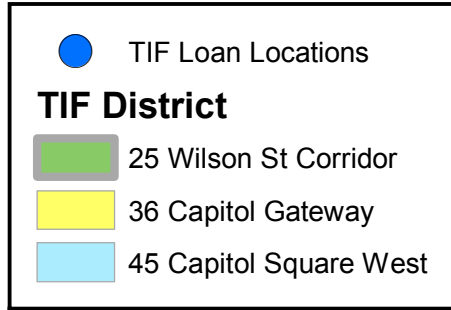 TIF Loan Locations
TIF District
25 Wilson St Corridor
36 Capitol Gateway
45 Capitol Square West